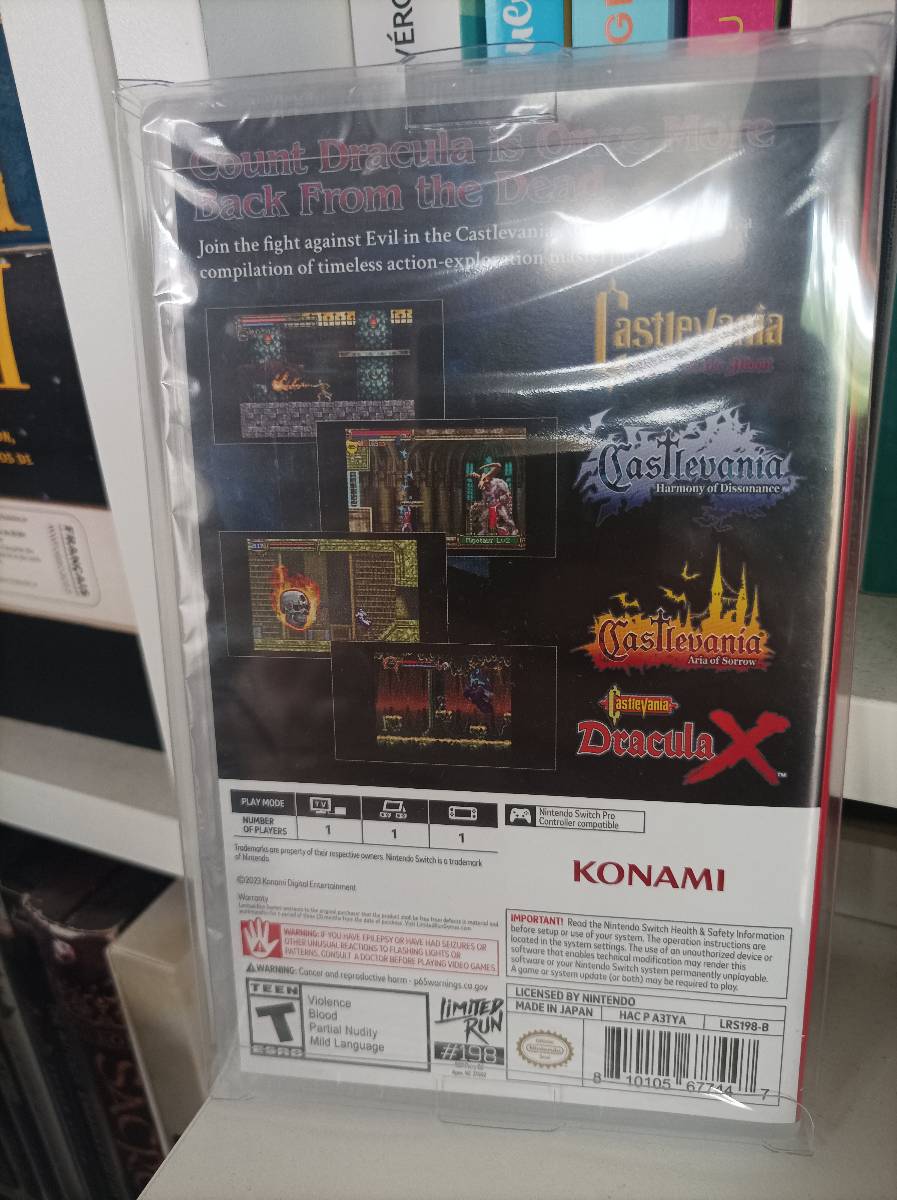 VÉRO
Count Dracula is Once More
Back From the Dead
Join the fight against Evil in the Castlevania
compilation of timeless action-exploration
Castlevania
Castlevania
Harmony of Dissonance
Castlevania
Aria of Sorrow
Castlevania
Dracula X™
PLAY MODE
TV
NUMBER
OF PLAYERS
1
1
1
Nintendo Switch Pro
Controller compatible
Trademarks are property of their respective owners. Nintendo Switch is a trademark
of Nintendo
©2023 Konami Digital Entertainment
Warranty
KONAMI
WARNING: IF YOU HAVE EPILEPSY OR HAVE HAD SEIZURES OR
OTHER UNUSUAL REACTIONS TO FLASHING LIGHTS OR
PATTERNS, CONSULT A DOCTOR BEFORE PLAYING VIDEO GAMES
WARNING: Cancer and reproductive harm - p65warnings.ca.gov
IMPORTANT! Read the Nintendo Switch Health & Safety Information
before setup or use of your system. The operation instructions are
located in the system settings. The use of an unauthorized device or
software that enables technical modification may render this
software or your Nintendo Switch system permanently unplayable.
A game or system update (or both) may be required to play.
TEEN
T
ESRB
Violence
Blood
Partial Nudity
Mild Language
LIMITED
RUN
#198
LICENSED BY NINTENDO
MADE IN JAPAN
HAC P A3TYA
LRS198-B
Nintendo
8 10105 67744 7
FRANÇAIS